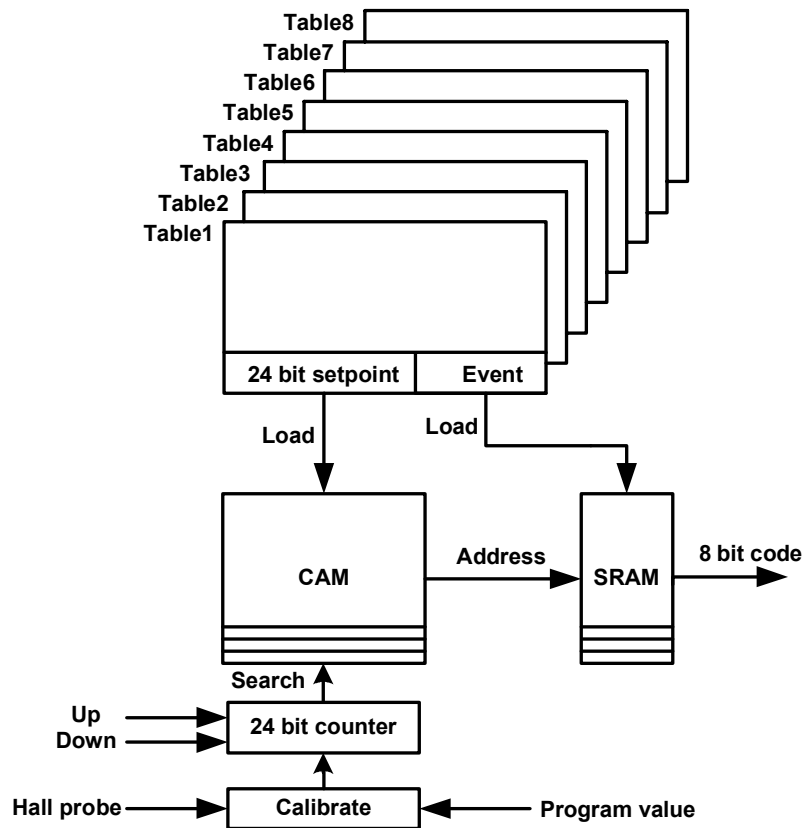 Table8
Table7
Table6
Table5
Table4
Table3
Table2
Table1
24 bit setpoint
Event
Load
Load
CAM
Address
SRAM
8 bit code
Search
Up
Down
24 bit counter
Hall probe
Calibrate
Program value